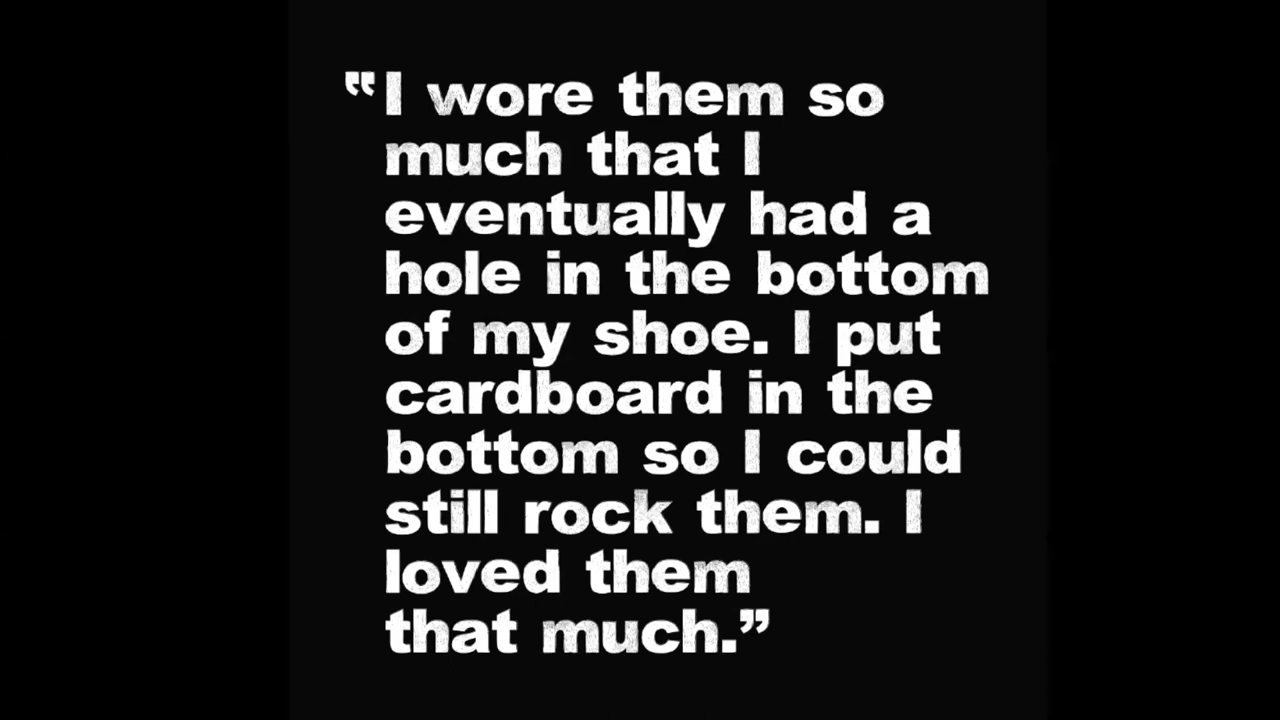 “I wore them so
much that I
eventually had a
hole in the bottom
of my shoe. I put
cardboard in the
bottom so I could
still rock them. I
loved them
that much.”